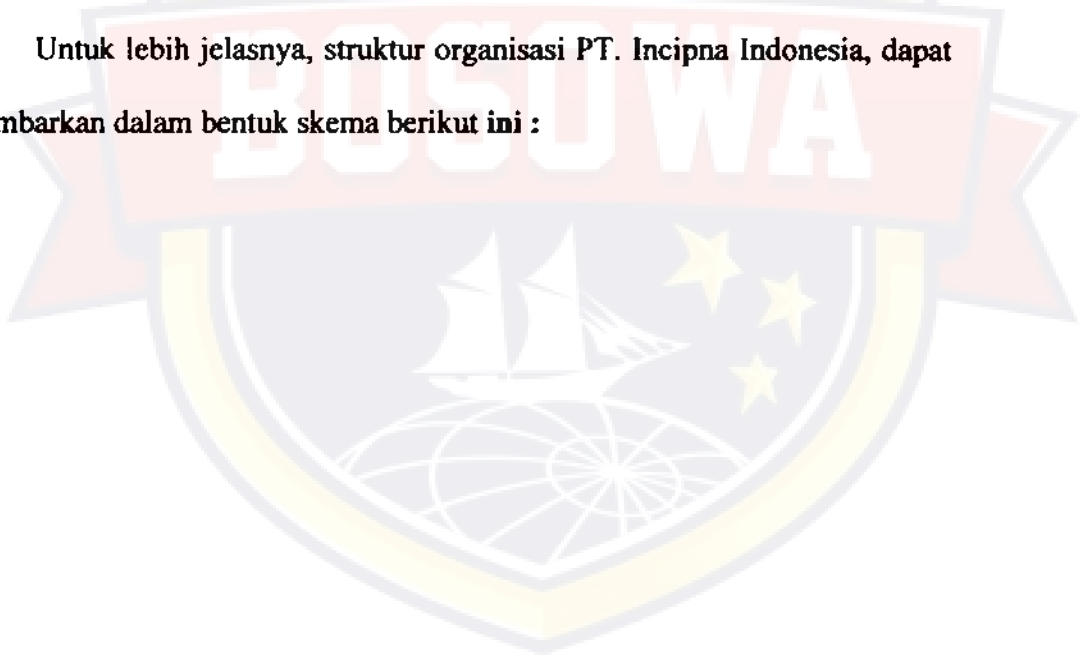 BOSOWA
Untuk lebih jelasnya, struktur organisasi PT. Incipna Indonesia, dapat
mbarkan dalam bentuk skema berikut ini :